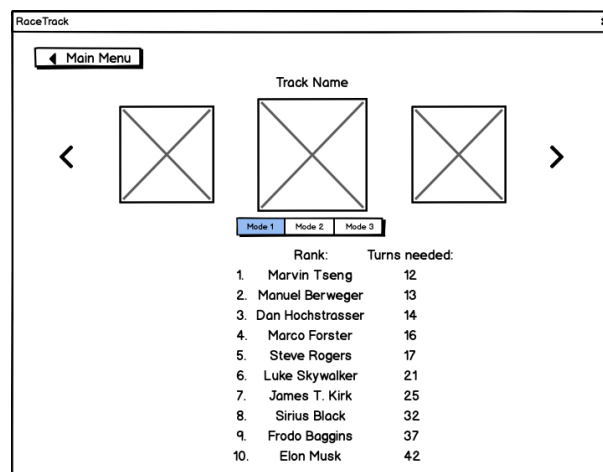 RaceTrack
Main Menu
Track Name
Mode 1 Mode 2 Mode 3
Rank: Turns needed:
1. Marvin Tseng 12
2. Manuel Berweger 13
3. Dan Hochstrasser 14
4. Marco Forster 16
5. Steve Rogers 17
6. Luke Skywalker 21
7. James T. Kirk 25
8. Sirius Black 32
9. Frodo Baggins 37
10. Elon Musk 42